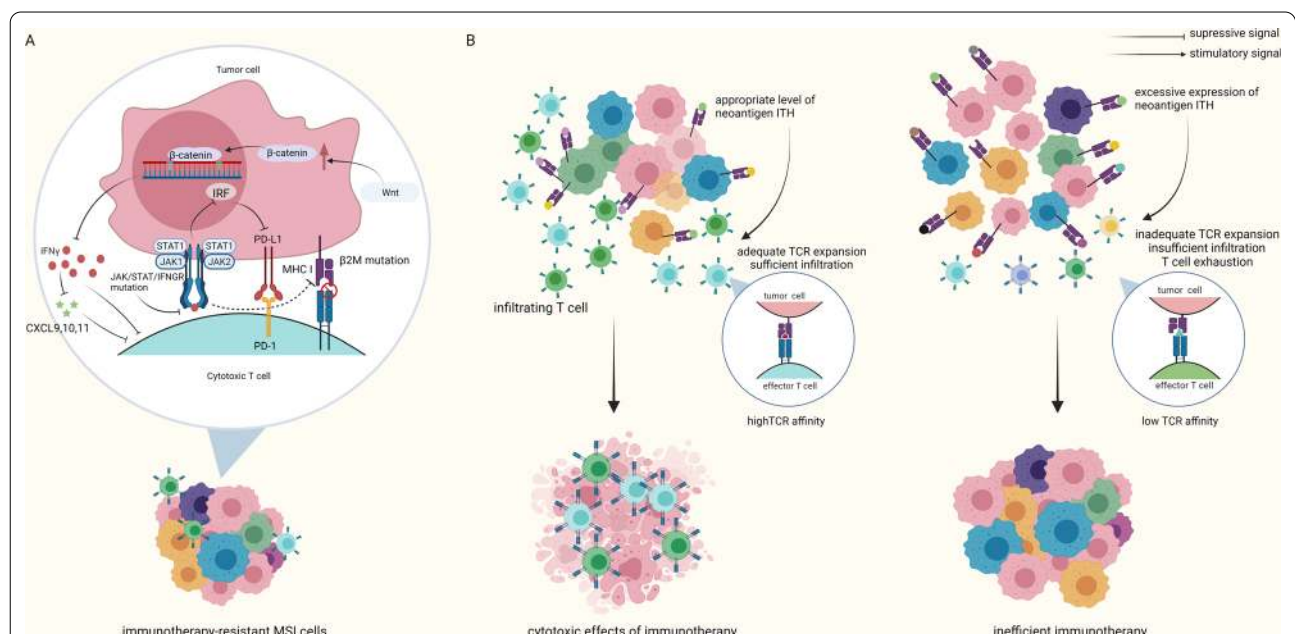 A
Tumor cell
β-catenin
β-catenin
Wnt
IRF
IFNγ
STAT1
STAT1
JAK1
JAK2
PD-L1
MHC I
β2M mutation
JAK/STAT/IFNGR
mutation
CXCL9,10,11
PD-1
Cytotoxic T cell
immunotherapy-resistant MSI cells
B
appropriate level of
neoantigen ITH
adequate TCR expansion
sufficient infiltration
infiltrating T cell
tumor cell
effector T cell
highTCR affinity
cytotoxic effects of immunotherapy
supressive signal
stimulatory signal
excessive expression of
neoantigen ITH
inadequate TCR expansion
insufficient infiltration
T cell exhaustion
tumor cell
effector T cell
low TCR affinity
inefficient immunotherapy